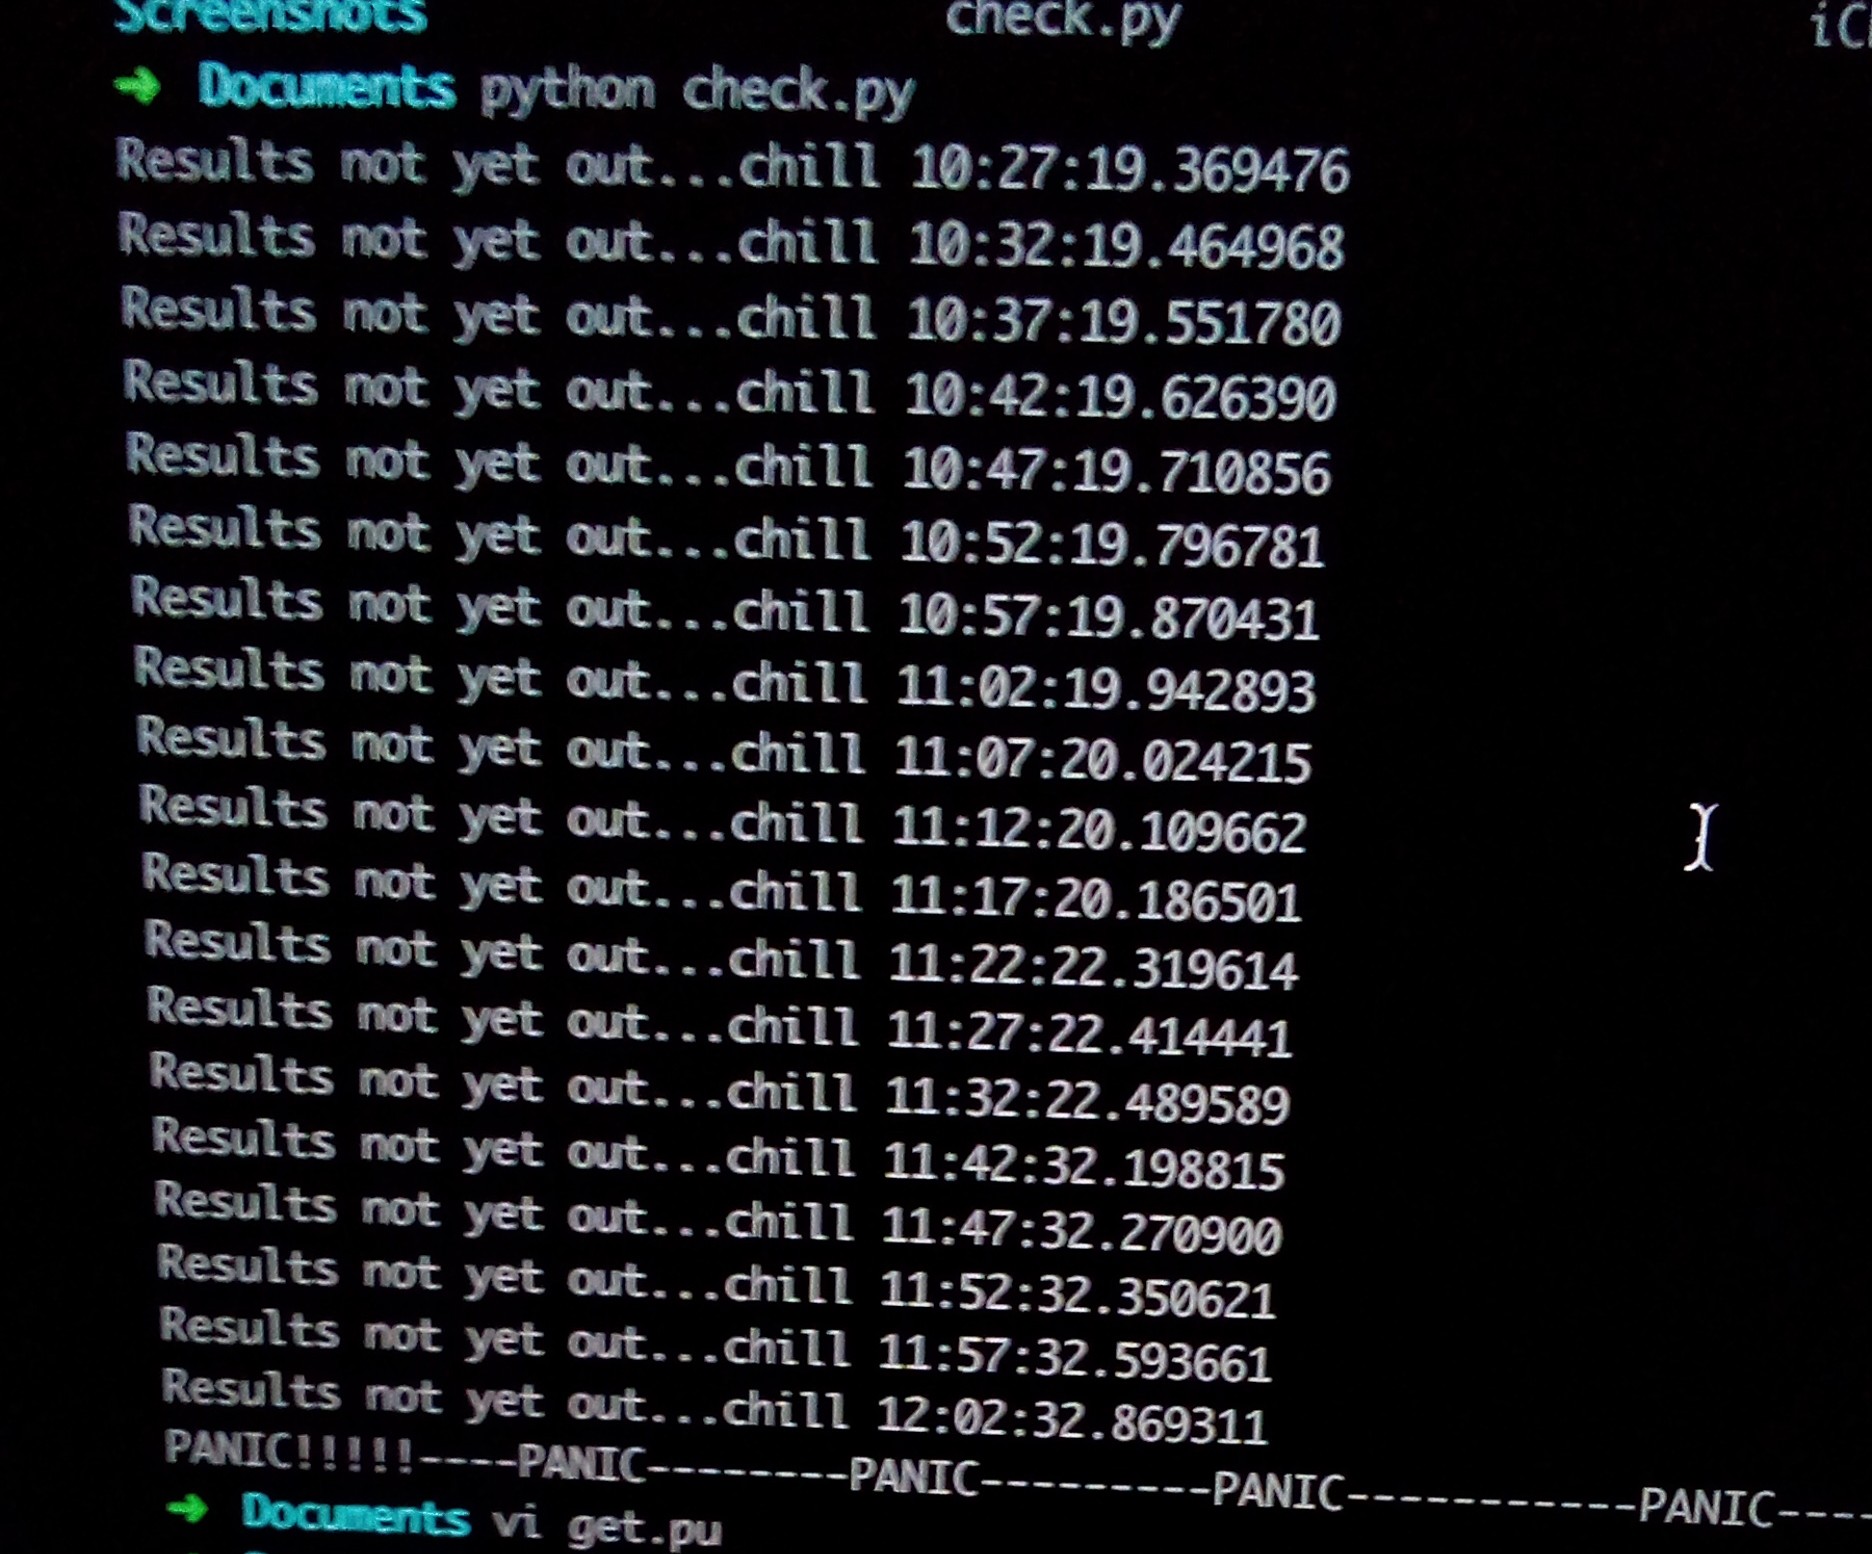 Screenshots check.py
➜ Documents python check.py
Results not yet out...chill 10:27:19.369476
Results not yet out...chill 10:32:19.464968
Results not yet out...chill 10:37:19.551780
Results not yet out...chill 10:42:19.626390
Results not yet out...chill 10:47:19.710856
Results not yet out...chill 10:52:19.796781
Results not yet out...chill 10:57:19.870431
Results not yet out...chill 11:02:19.942893
Results not yet out...chill 11:07:20.024215
Results not yet out...chill 11:12:20.109662
Results not yet out...chill 11:17:20.186501
Results not yet out...chill 11:22:22.319614
Results not yet out...chill 11:27:22.414441
Results not yet out...chill 11:32:22.489589
Results not yet out...chill 11:42:32.198815
Results not yet out...chill 11:47:32.270900
Results not yet out...chill 11:52:32.350621
Results not yet out...chill 11:57:32.593661
Results not yet out...chill 12:02:32.869311
PANIC!!!!!----PANIC--------PANIC---------PANIC-----------PANIC----
➜ Documents vi get.pu